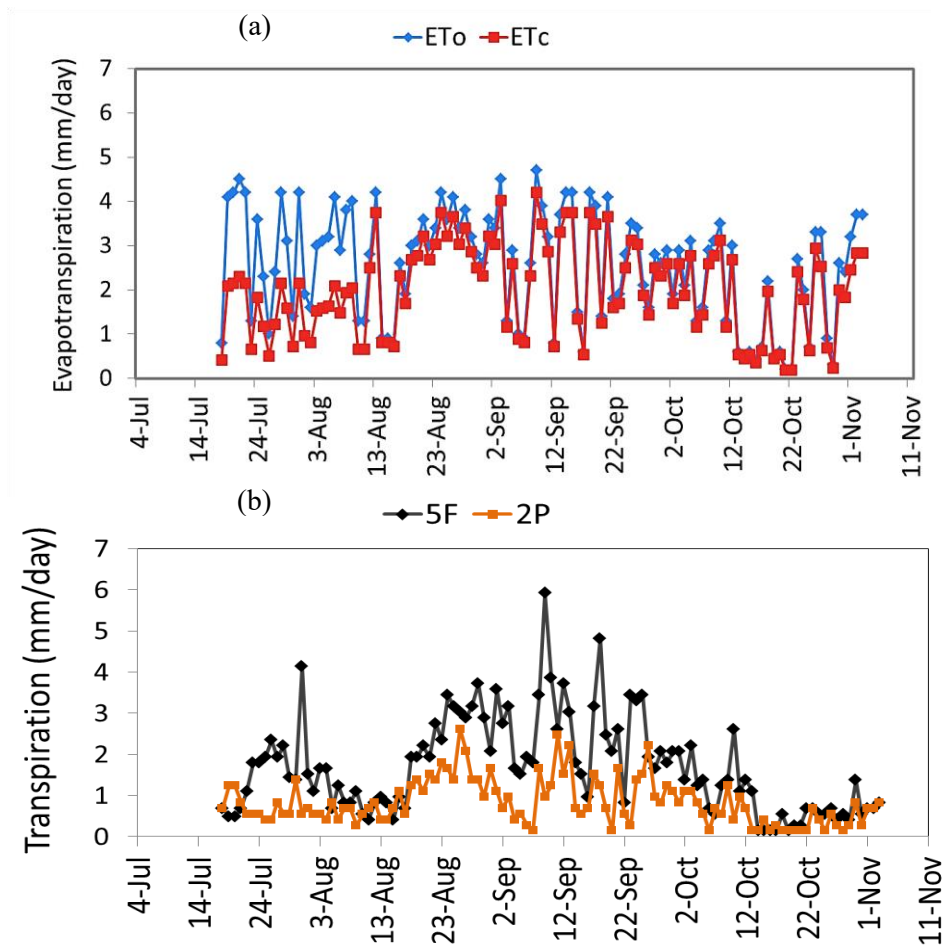 (a)
ETo ETc
Evapotranspiration (mm/day)
7
6
5
4
3
2
1
0
4-Jul
14-Jul
24-Jul
3-Aug
13-Aug
23-Aug
2-Sep
12-Sep
22-Sep
2-Oct
12-Oct
22-Oct
1-Nov
11-Nov
(b)
5F 2P
Transpiration (mm/day)
7
6
5
4
3
2
1
0
4-Jul
14-Jul
24-Jul
3-Aug
13-Aug
23-Aug
2-Sep
12-Sep
22-Sep
2-Oct
12-Oct
22-Oct
1-Nov
11-Nov